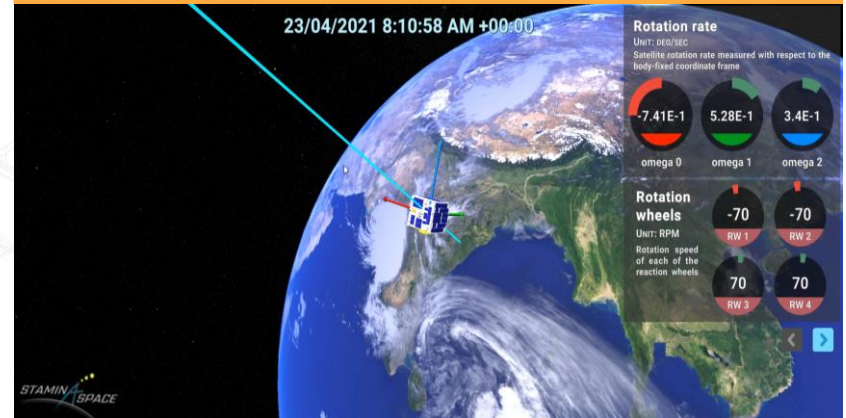 23/04/2021 8:10:58 AM +00:00
Rotation rate
UNIT: DEG/SEC
Satellite rotation rate measured with respect to the
body-fixed coordinate frame
-7.41E-1
5.28E-1
3.4E-1
omega 0
omega 1
omega 2
Rotation
wheels
UNIT: RPM
Rotation speed
of each of the
reaction wheels
-70
-70
RW 1
RW 2
70
70
RW 3
RW 4
STAMINA SPACE